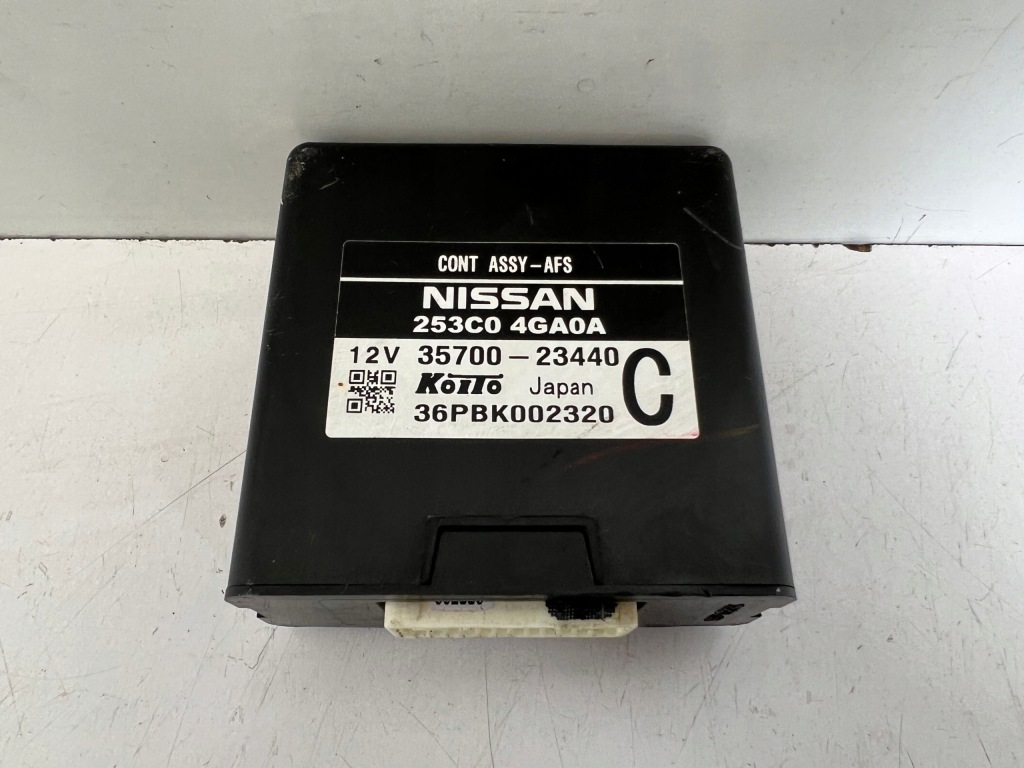 CONT ASSY-AFS
NISSAN
253C0 4GA0A
12V 35700-23440
KOITO Japan C
36PBK002320